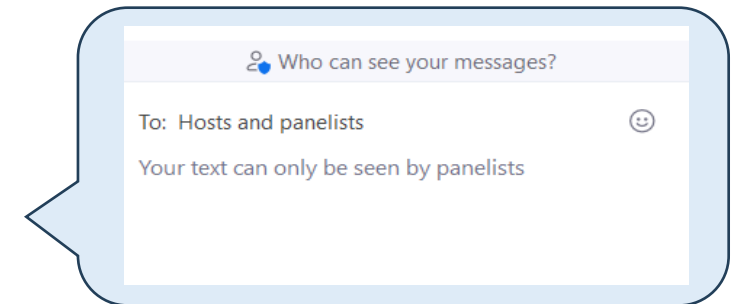 Who can see your messages?
To: Hosts and panelists
Your text can only be seen by panelists